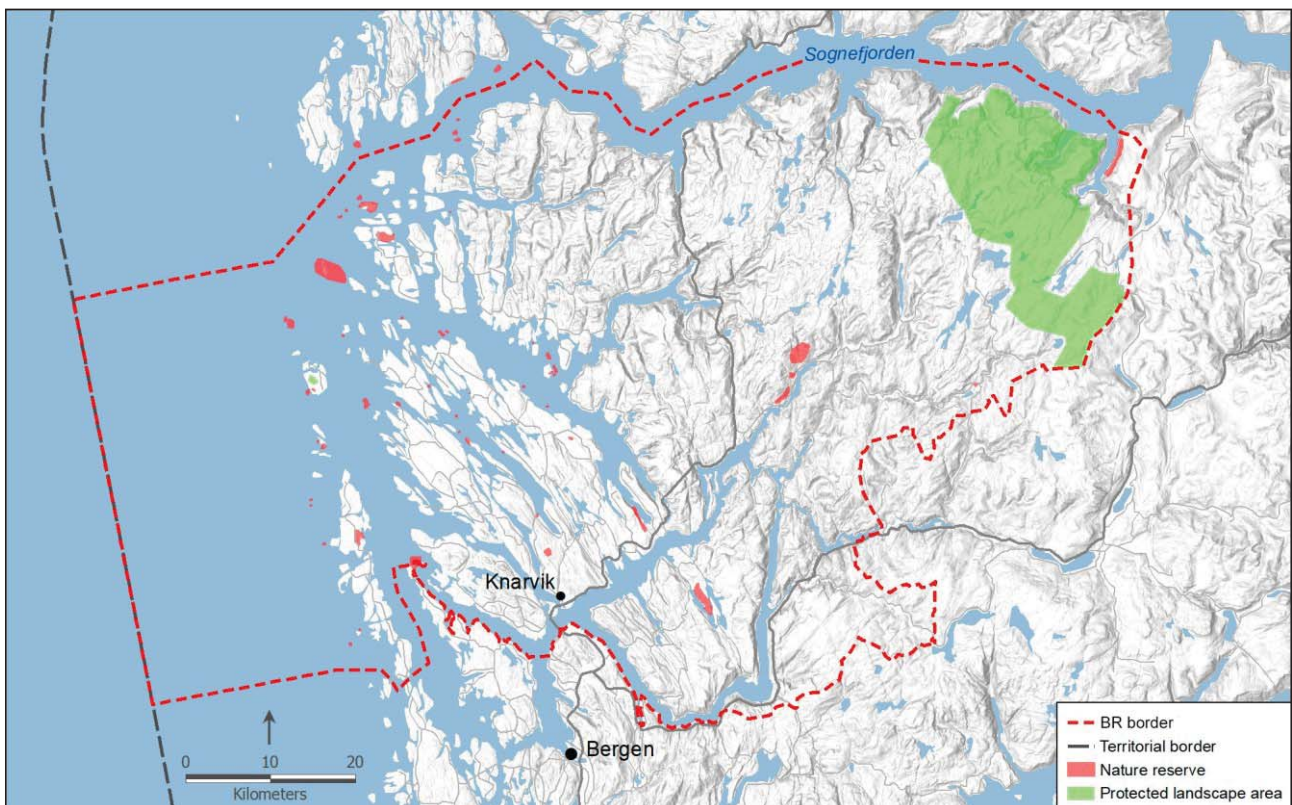 Sognefjorden
Knarvik
Bergen
0 10 20
Kilometers
BR border
Territorial border
Nature reserve
Protected landscape area